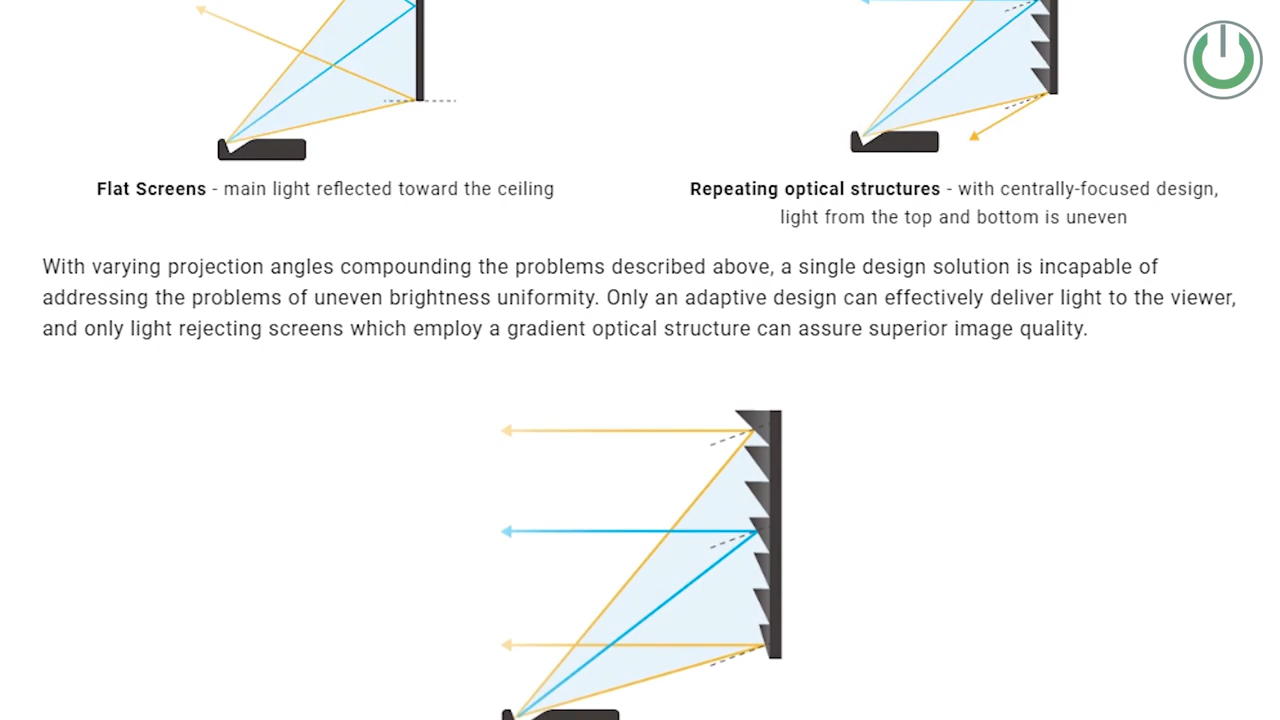 Flat Screens - main light reflected toward the ceiling
Repeating optical structures - with centrally-focused design,
light from the top and bottom is uneven
With varying projection angles compounding the problems described above, a single design solution is incapable of
addressing the problems of uneven brightness uniformity. Only an adaptive design can effectively deliver light to the viewer,
and only light rejecting screens which employ a gradient optical structure can assure superior image quality.